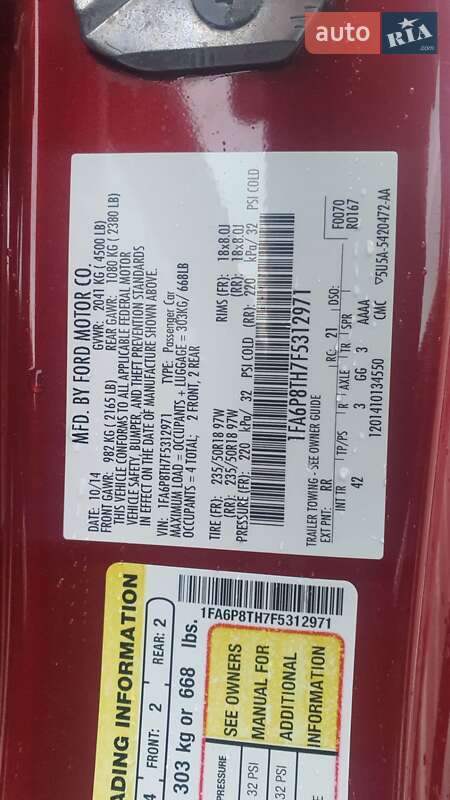 auto RIA .com
MFD. BY FORD MOTOR CO.
DATE: 10/14 GVWR: 2041 KG ( 4500 LB)
FRONT GAWR: 982 KG ( 2165 LB) REAR GAWR: 1080 KG ( 2380 LB)
THIS VEHICLE CONFORMS TO ALL APPLICABLE FEDERAL MOTOR
VEHICLE SAFETY, BUMPER, AND THEFT PREVENTION STANDARDS
IN EFFECT ON THE DATE OF MANUFACTURE SHOWN ABOVE.
VIN: 1FA6P8TH7F5312971 TYPE: Passenger Car
MAXIMUM LOAD = OCCUPANTS + LUGGAGE = 303KG/ 668LB
OCCUPANTS = 4 TOTAL: 2 FRONT, 2 REAR
TIRE (FR): 235/50R18 97W RIMS (FR): 18x8.0J
(RR): 235/50R18 97W (RR): 18x8.0J
PRESSURE (FR): 220 kPa/ 32 PSI COLD (RR): 220 kPa/ 32 PSI COLD
1FA6P8TH7F5312971
TRAILER TOWING - SEE OWNER GUIDE F0070
EXT PNT: RR RC: 21 DSO: R0167
INT TR TP/PS R AXLE TR SPR
42 3 GG 3 AAAA
1201410134550 CMC 5U5A-5420472-AA
ADING INFORMATION
4 FRONT: 2 REAR: 2
303 kg or 668 lbs.
1FA6P8TH7F5312971
PRESSURE SEE OWNERS
MANUAL FOR
32 PSI ADDITIONAL
32 PSI INFORMATION